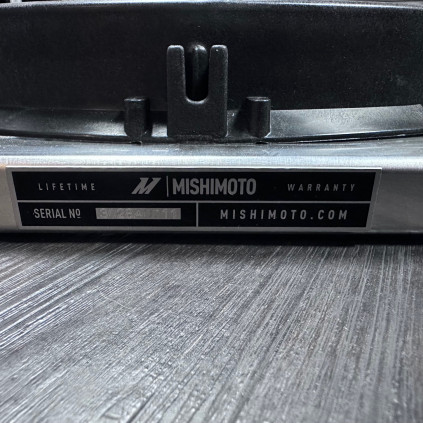 LIFETIME MISHIMOTO WARRANTY
SERIAL Nº MISHIMOTO.COM